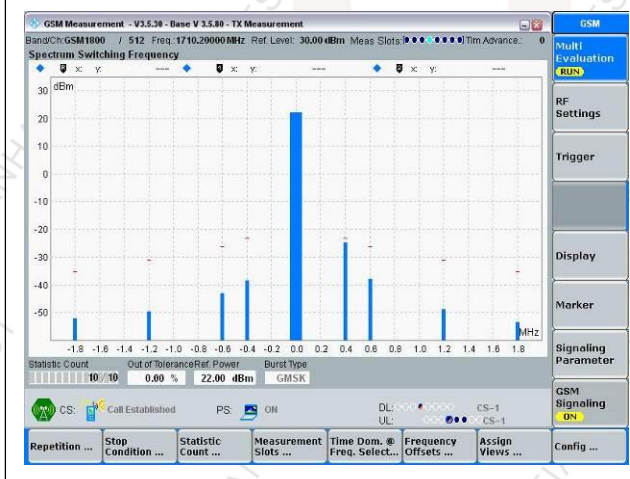 GSM Measurement - V3.5.30 - Base V 3.5.80 - TX Measurement
GSM
Band/Ch:GSM1800 / 512 Freq.:1710.20000 MHz Ref. Level: 30.00 dBm Meas Slots: Tim.Advance.: 0
Spectrum Switching Frequency
x: y: --- x: y: --- x: y: ---
Multi
Evaluation
RUN
RF
Settings
Trigger
Display
Marker
Signaling
Parameter
GSM
Signaling
ON
dBm
30
20
10
0
-10
-20
-30
-40
-50
MHz
-1.8 -1.6 -1.4 -1.2 -1.0 -0.8 -0.6 -0.4 -0.2 0.0 0.2 0.4 0.6 0.8 1.0 1.2 1.4 1.6 1.8
Statistic Count Out of Tolerance Ref. Power Burst Type
10 / 10 0.00 % 22.00 dBm GMSK
CS: Call Established PS: ON DL: CS-1
UL: CS-1
Repetition ...
Stop
Condition ...
Statistic
Count ...
Measurement
Slots ...
Time Dom. @
Freq. Select...
Frequency
Offsets ...
Assign
Views ...
Config ...